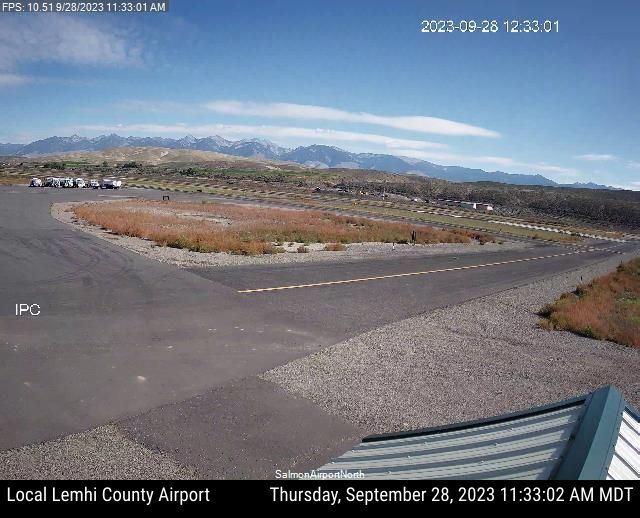 FPS: 10.51 9/28/2023 11:33:01 AM
2023-09-28 12:33:01
IPC
SalmonAirportNorth
Local Lemhi County Airport Thursday, September 28, 2023 11:33:02 AM MDT